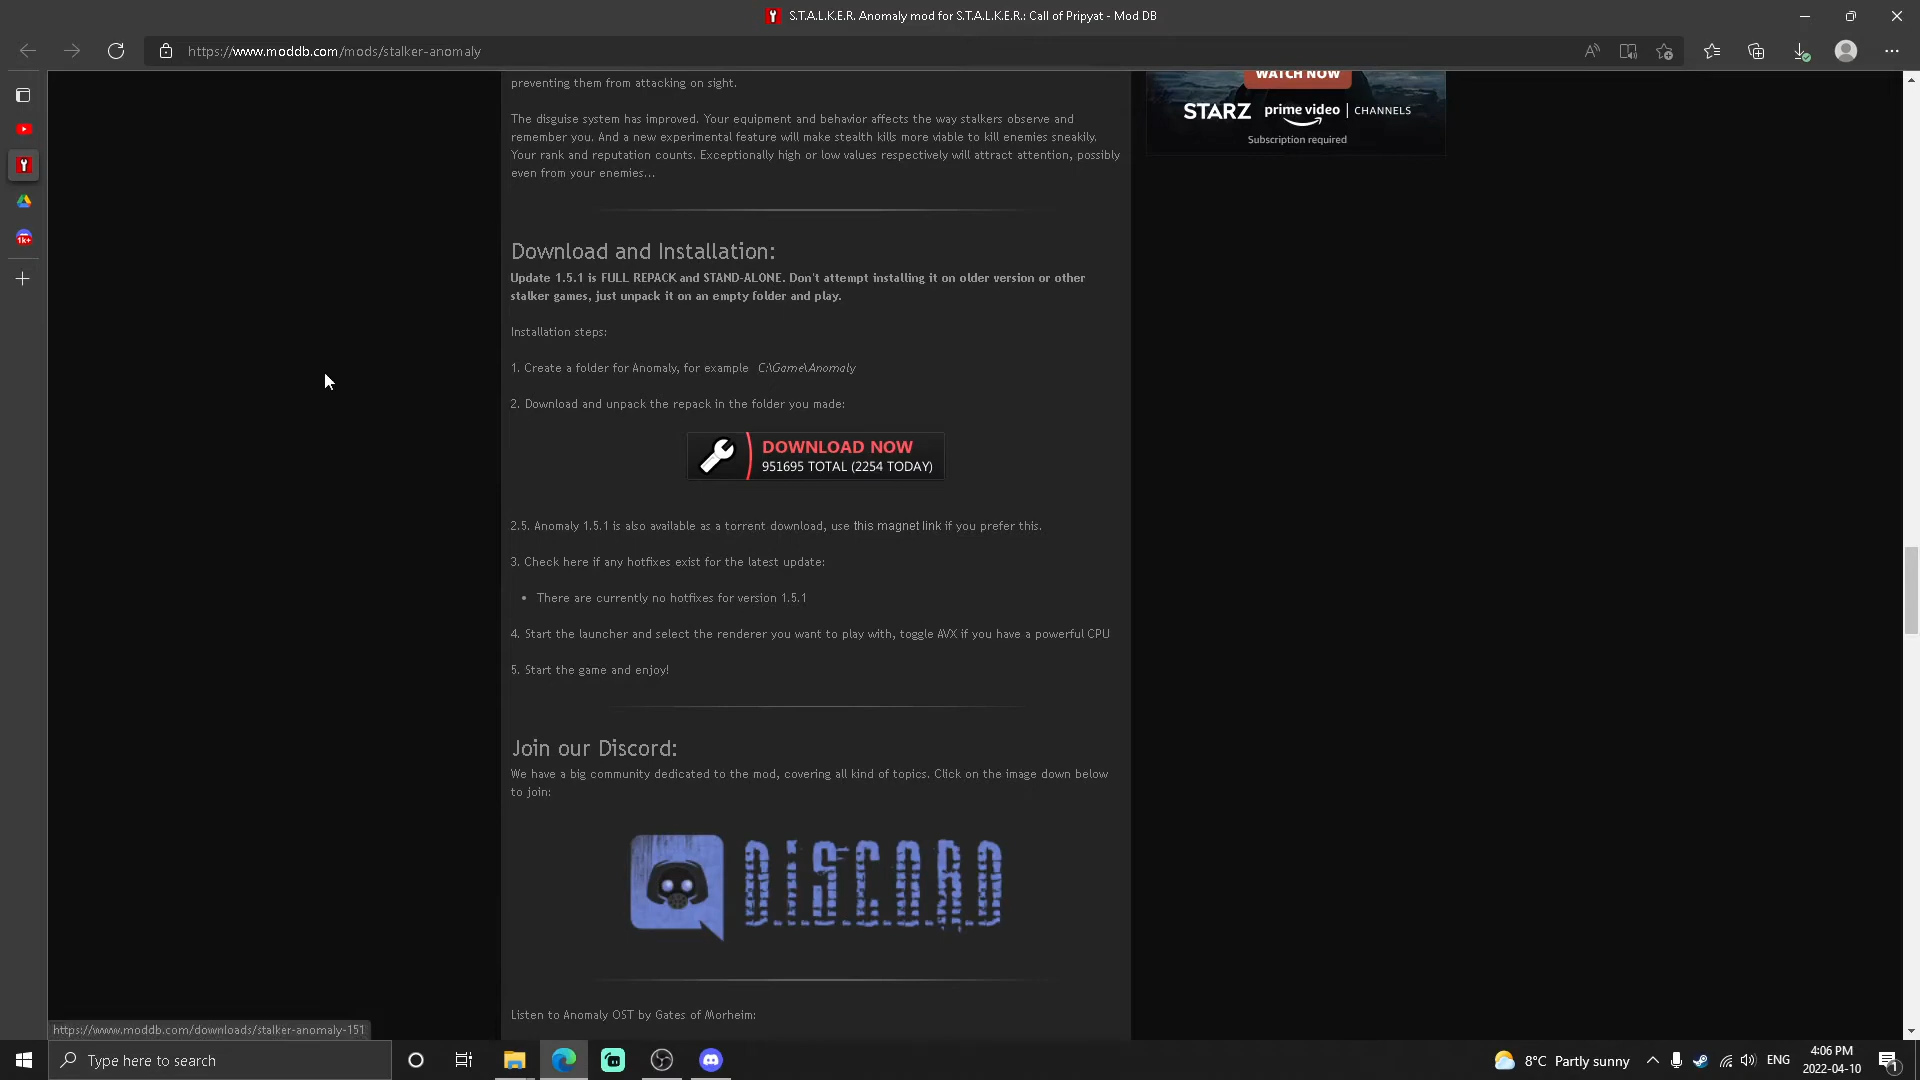 S.T.A.L.K.E.R. Anomaly mod for S.T.A.L.K.E.R.: Call of Pripyat - Mod DB
https://www.moddb.com/mods/stalker-anomaly
preventing them from attacking on sight.
WATCH NOW
STARZ prime video | CHANNELS
Subscription required
The disguise system has improved. Your equipment and behavior affects the way stalkers observe and
remember you. And a new experimental feature will make stealth kills more viable to kill enemies sneakily.
Your rank and reputation counts. Exceptionally high or low values respectively will attract attention, possibly
even from your enemies...
1k+
Download and Installation:
Update 1.5.1 is FULL REPACK and STAND-ALONE. Don't attempt installing it on older version or other
stalker games, just unpack it on an empty folder and play.
Installation steps:
1. Create a folder for Anomaly, for example C:\Game\Anomaly
2. Download and unpack the repack in the folder you made:
DOWNLOAD NOW
951695 TOTAL (2254 TODAY)
2.5. Anomaly 1.5.1 is also available as a torrent download, use this magnet link if you prefer this.
3. Check here if any hotfixes exist for the latest update:
• There are currently no hotfixes for version 1.5.1
4. Start the launcher and select the renderer you want to play with, toggle AVX if you have a powerful CPU
5. Start the game and enjoy!
Join our Discord:
We have a big community dedicated to the mod, covering all kind of topics. Click on the image down below
to join:
D.I.S.C.O.R.D
Listen to Anomaly OST by Gates of Morheim:
https://www.moddb.com/downloads/stalker-anomaly-151
Type here to search
8°C Partly sunny
ENG
4:06 PM
2022-04-10
1